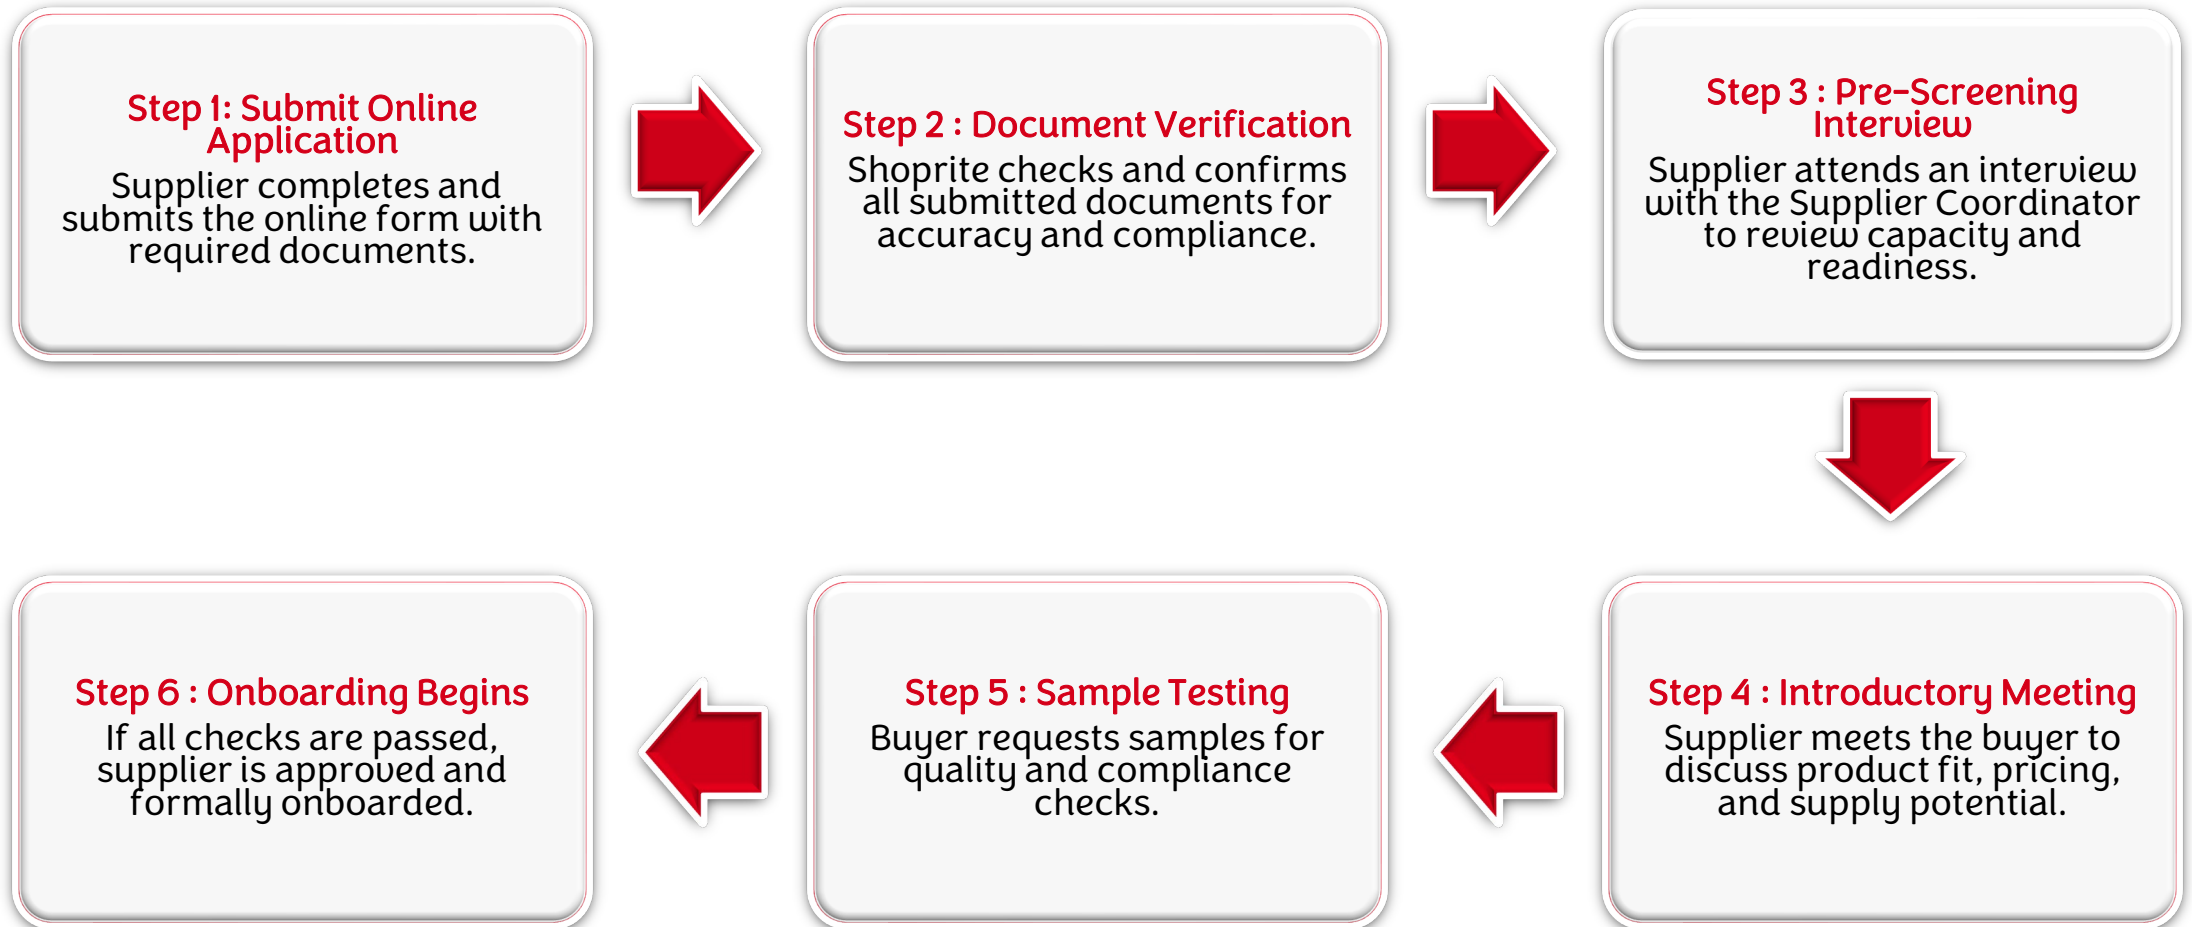 Step 1: Submit Online
Application
Supplier completes and
submits the online form with
required documents.
Step 2 : Document Verification
Shoprite checks and confirms
all submitted documents for
accuracy and compliance.
Step 3 : Pre-Screening
Interview
Supplier attends an interview
with the Supplier Coordinator
to review capacity and
readiness.
Step 4 : Introductory Meeting
Supplier meets the buyer to
discuss product fit, pricing,
and supply potential.
Step 5 : Sample Testing
Buyer requests samples for
quality and compliance
checks.
Step 6 : Onboarding Begins
If all checks are passed,
supplier is approved and
formally onboarded.